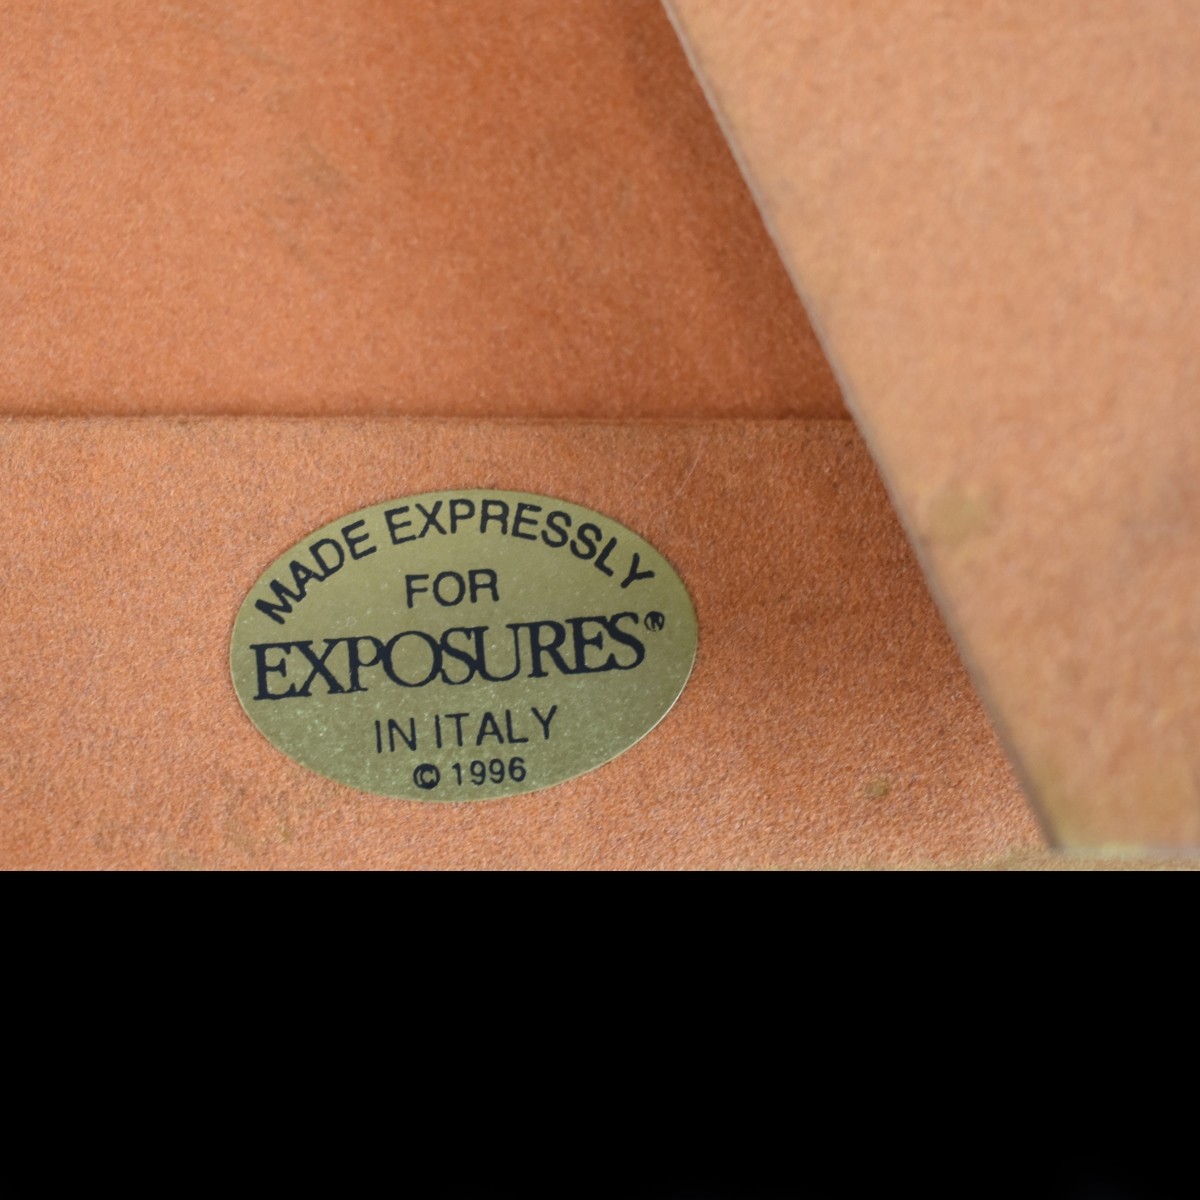 MADE EXPRESSLY
FOR
EXPOSURES®
IN ITALY
© 1996